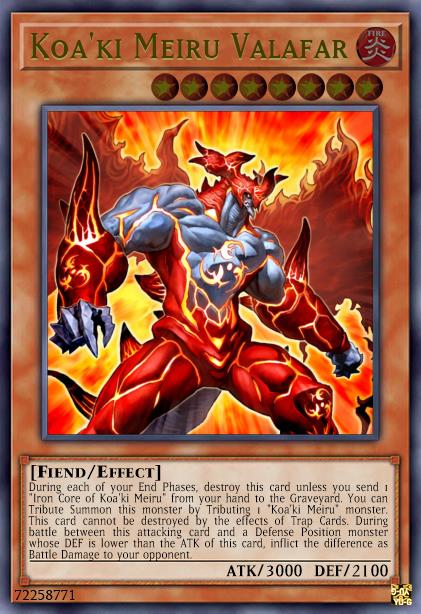 Koa'ki Meiru Valafar
FIRE
炎
[Fiend/Effect]
During each of your End Phases, destroy this card unless you send 1
"Iron Core of Koa'ki Meiru" from your hand to the Graveyard. You can
Tribute Summon this monster by Tributing 1 "Koa'ki Meiru" monster.
This card cannot be destroyed by the effects of Trap Cards. During
battle between this attacking card and a Defense Position monster
whose DEF is lower than the ATK of this card, inflict the difference as
Battle Damage to your opponent.
ATK/3000 DEF/2100
72258771